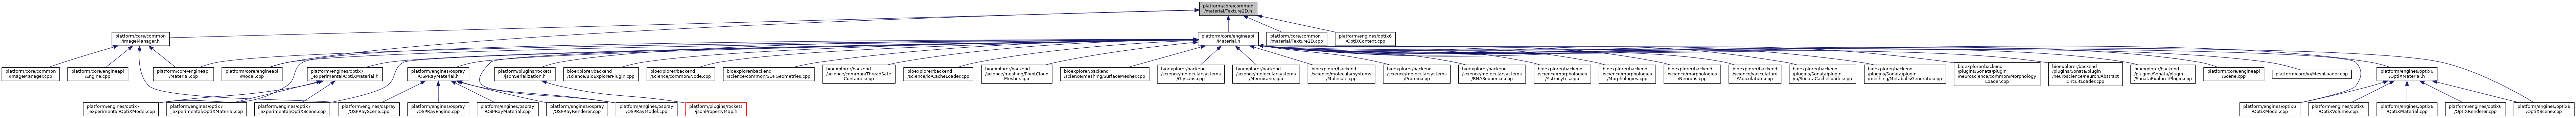 platform/core/common
/material/Texture2D.h
platform/core/common
/ImageManager.h
platform/core/engineapi
/Material.h
platform/core/common
/material/Texture2D.cpp
platform/engines/optix6
/OptiXContext.cpp
platform/core/common
/ImageManager.cpp
platform/core/engineapi
/Engine.cpp
platform/core/engineapi
/Material.cpp
platform/core/engineapi
/Model.cpp
platform/engines/optix7
_experimental/OptiXMaterial.h
platform/engines/ospray
/OSPRayMaterial.h
platform/plugins/rockets
/jsonSerialization.h
bioexplorer/backend
/science/BioExplorerPlugin.cpp
bioexplorer/backend
/science/common/Node.cpp
bioexplorer/backend
/science/common/SDFGeometries.cpp
bioexplorer/backend
/science/common/ThreadSafe
Container.cpp
bioexplorer/backend
/science/io/CacheLoader.cpp
bioexplorer/backend
/science/meshing/PointCloud
Mesher.cpp
bioexplorer/backend
/science/meshing/SurfaceMesher.cpp
bioexplorer/backend
/science/molecularsystems
/Glycans.cpp
bioexplorer/backend
/science/molecularsystems
/Membrane.cpp
bioexplorer/backend
/science/molecularsystems
/Molecule.cpp
bioexplorer/backend
/science/molecularsystems
/Protein.cpp
bioexplorer/backend
/science/molecularsystems
/RNASequence.cpp
bioexplorer/backend
/science/morphologies
/Astrocytes.cpp
bioexplorer/backend
/science/morphologies
/Morphologies.cpp
bioexplorer/backend
/science/morphologies
/Neurons.cpp
bioexplorer/backend
/science/vasculature
/Vasculature.cpp
bioexplorer/backend
/plugins/Sonata/plugin
/io/SonataCacheLoader.cpp
bioexplorer/backend
/plugins/Sonata/plugin
/meshing/MetaballsGenerator.cpp
bioexplorer/backend
/plugins/Sonata/plugin
/neuroscience/common/Morphology
Loader.cpp
bioexplorer/backend
/plugins/Sonata/plugin
/neuroscience/neuron/Abstract
CircuitLoader.cpp
bioexplorer/backend
/plugins/Sonata/plugin
/SonataExplorerPlugin.cpp
platform/core/engineapi
/Scene.cpp
platform/core/io/MeshLoader.cpp
platform/engines/optix6
/OptiXMaterial.h
platform/engines/optix7
_experimental/OptiXModel.cpp
platform/engines/optix7
_experimental/OptiXMaterial.cpp
platform/engines/optix7
_experimental/OptiXScene.cpp
platform/engines/ospray
/OSPRayScene.cpp
platform/engines/ospray
/OSPRayEngine.cpp
platform/engines/ospray
/OSPRayMaterial.cpp
platform/engines/ospray
/OSPRayRenderer.cpp
platform/engines/ospray
/OSPRayModel.cpp
platform/plugins/rockets
/jsonPropertyMap.h
platform/engines/optix6
/OptiXModel.cpp
platform/engines/optix6
/OptiXVolume.cpp
platform/engines/optix6
/OptiXMaterial.cpp
platform/engines/optix6
/OptiXRenderer.cpp
platform/engines/optix6
/OptiXScene.cpp